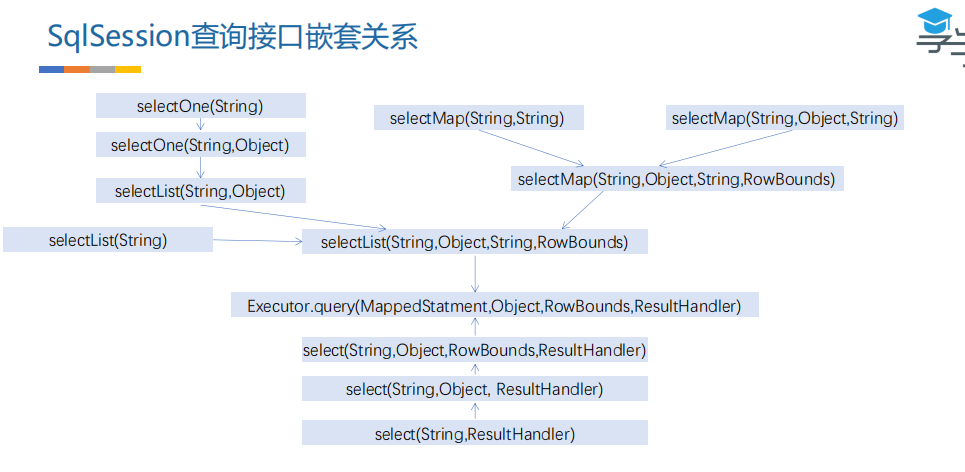 SqlSession查询接口嵌套关系
selectOne(String)
selectOne(String,Object)
selectList(String,Object)
selectList(String)
selectMap(String,String)
selectMap(String,Object,String)
selectMap(String,Object,String,RowBounds)
selectList(String,Object,String,RowBounds)
Executor.query(MappedStatment,Object,RowBounds,ResultHandler)
select(String,Object,RowBounds,ResultHandler)
select(String,Object, ResultHandler)
select(String,ResultHandler)